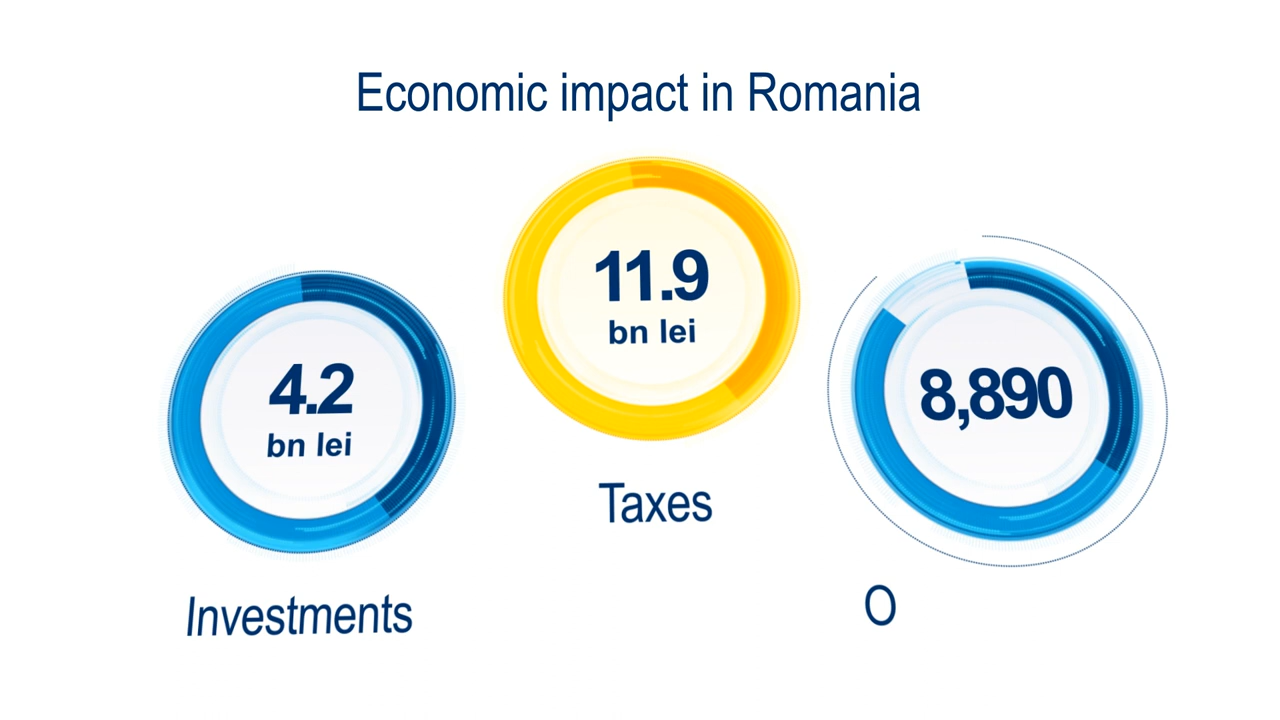 Economic impact in Romania
4.2
bn lei
Investments
11.9
bn lei
Taxes
8,890
O